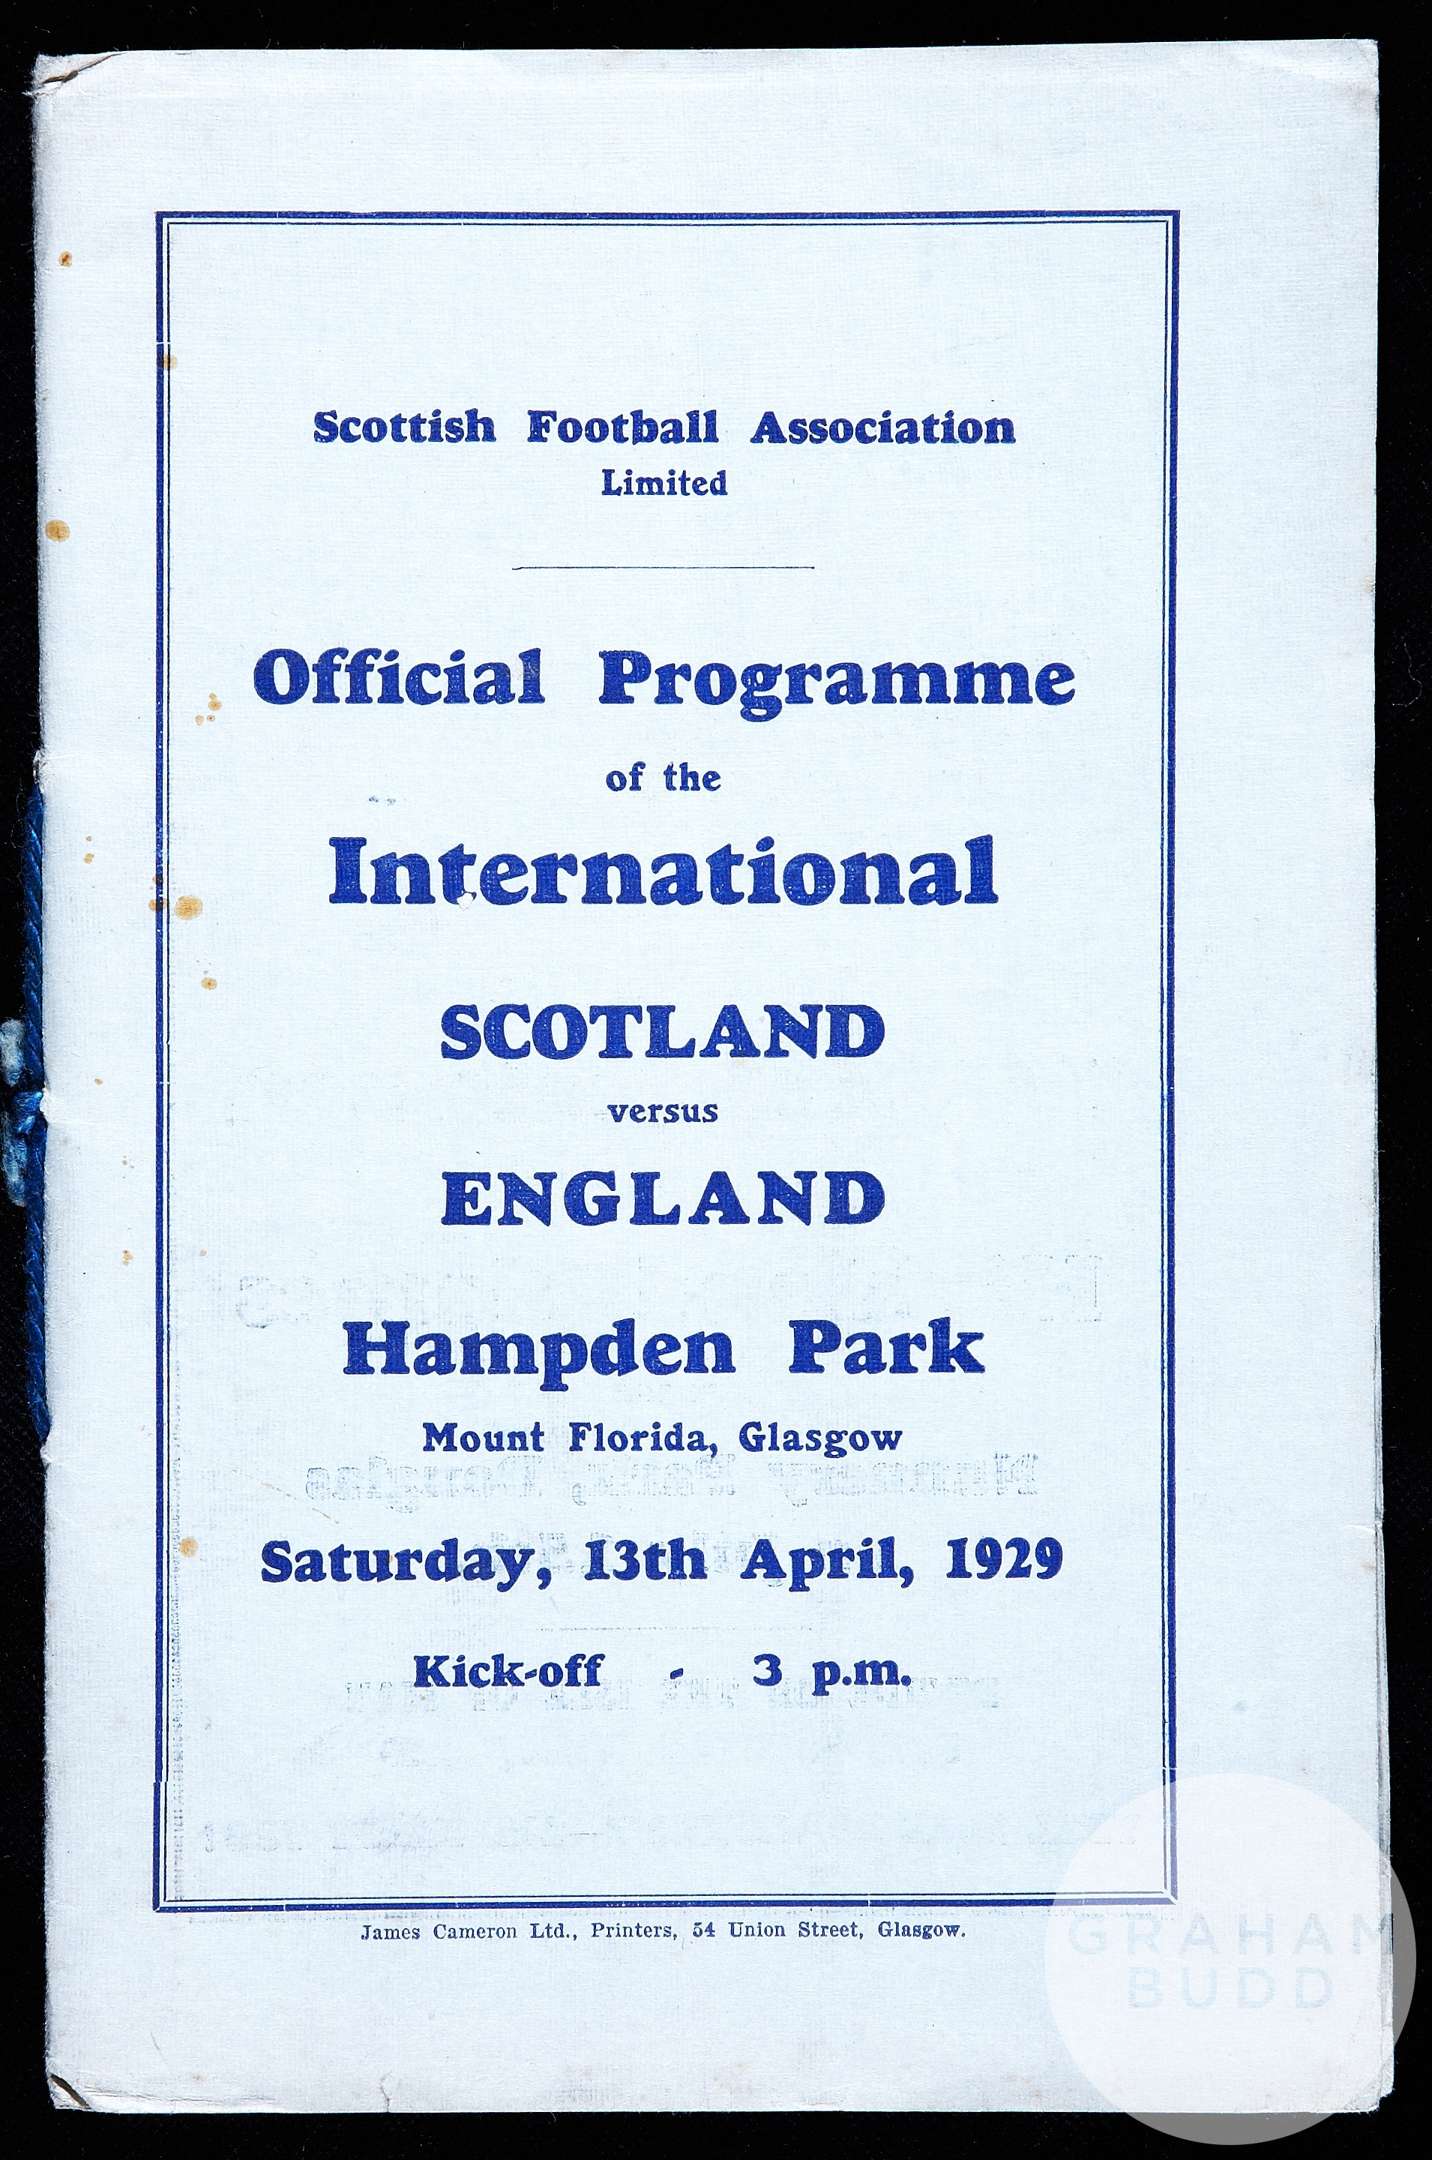 Scottish Football Association
Limited
Official Programme
of the
International
SCOTLAND
versus
ENGLAND
Hampden Park
Mount Florida, Glasgow
Saturday, 13th April, 1929
Kick-off - 3 p.m.
James Cameron Ltd., Printers, 54 Union Street, Glasgow.
GRAHAM
BUDD